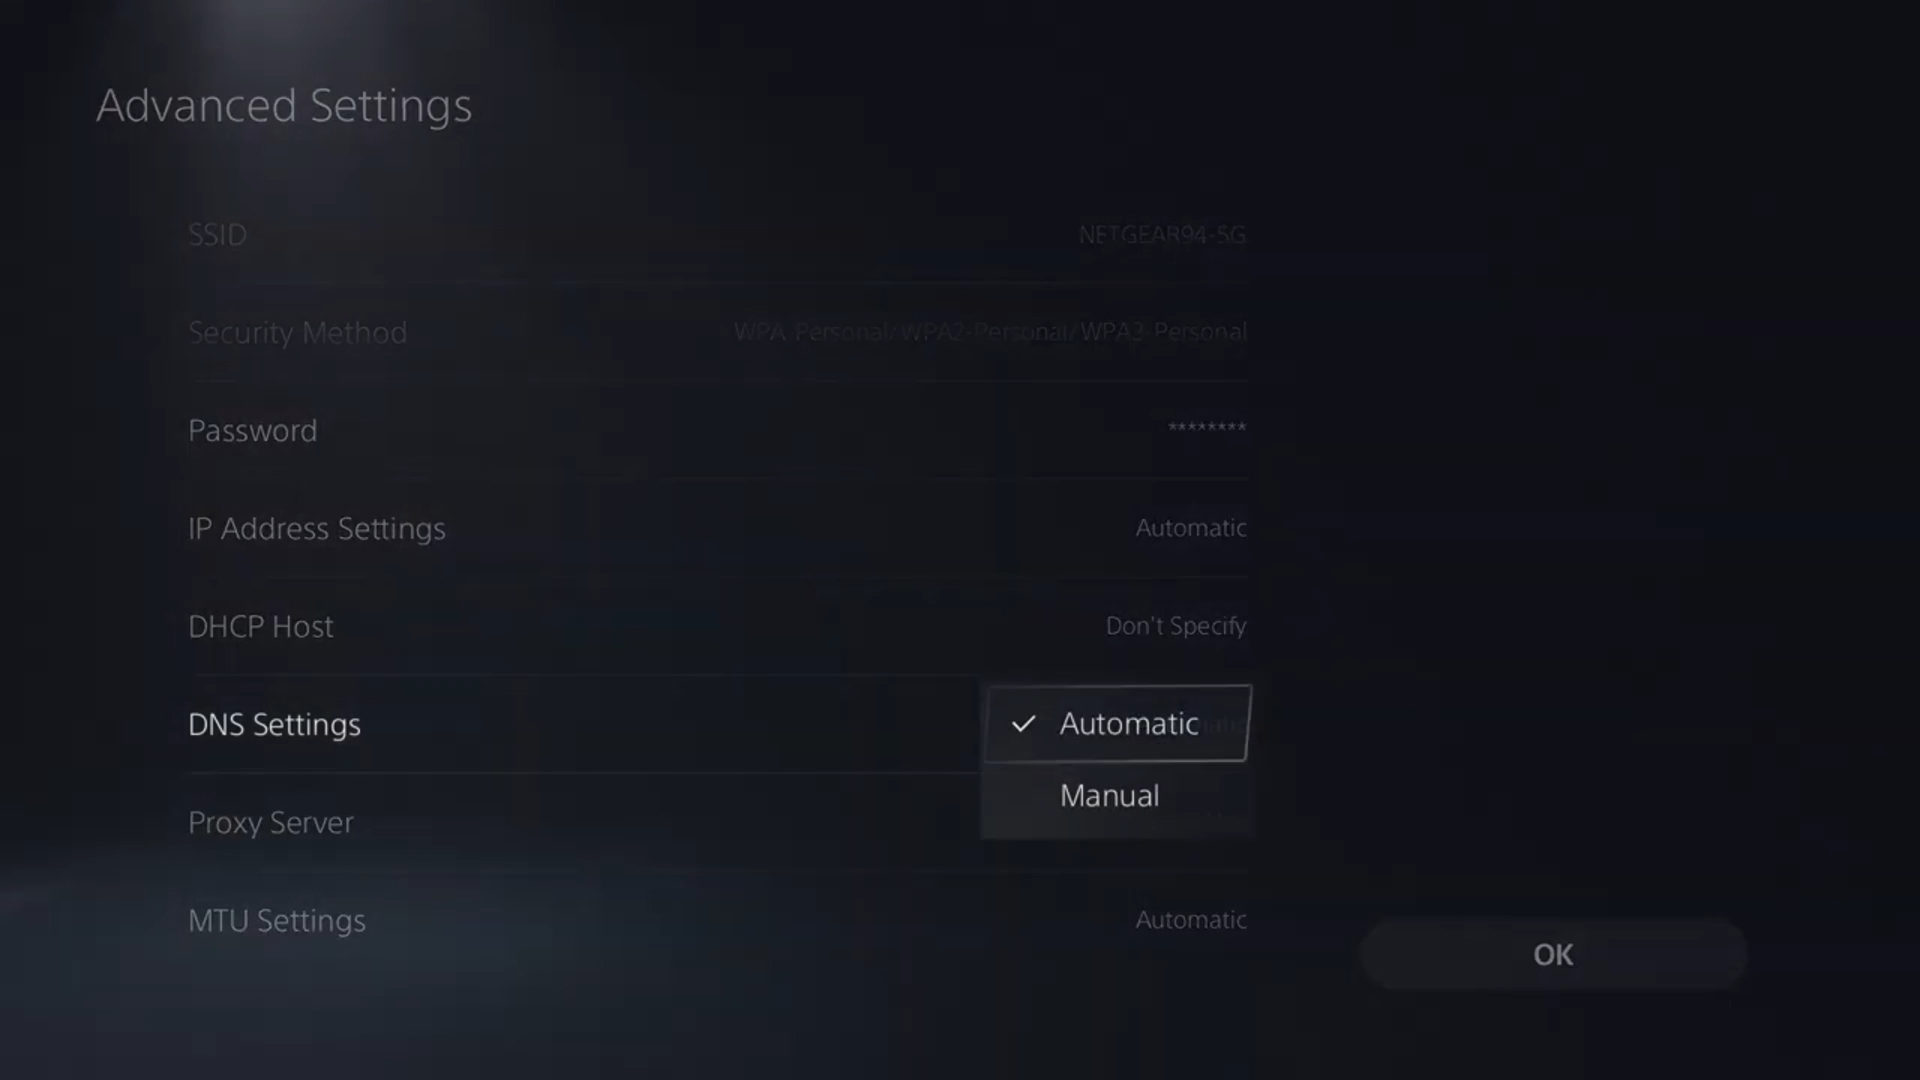 Advanced Settings
SSID NETGEAR94-5G
Security Method WPA-Personal/WPA2-Personal/WPA3-Personal
Password ********
IP Address Settings Automatic
DHCP Host Don't Specify
DNS Settings Automatic
Manual
Proxy Server
MTU Settings Automatic
OK